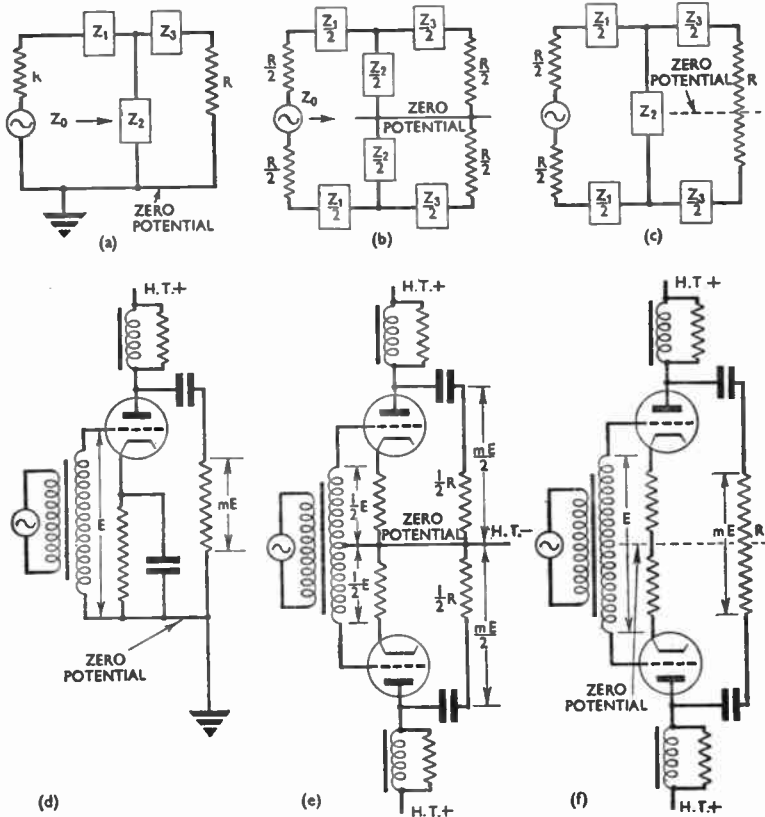 Z1 Z3
R R
Z0 Z2
ZERO
POTENTIAL
(a)
Z1/2 Z3/2
R/2 R/2
Z2/2
Z0
ZERO
POTENTIAL
R/2 Z2/2 R/2
Z1/2 Z3/2
(b)
Z1/2 Z3/2
R/2
ZERO
POTENTIAL
R
Z2
R/2
Z1/2 Z3/2
(c)
H.T.+
E
mE
ZERO
POTENTIAL
(d)
H.T.+
mE/2
½E ½R
ZERO
POTENTIAL
H.T.-
½E ½R
mE/2
H.T.+
(e)
H.T.+
E mE R
ZERO
POTENTIAL
H.T.+
(f)